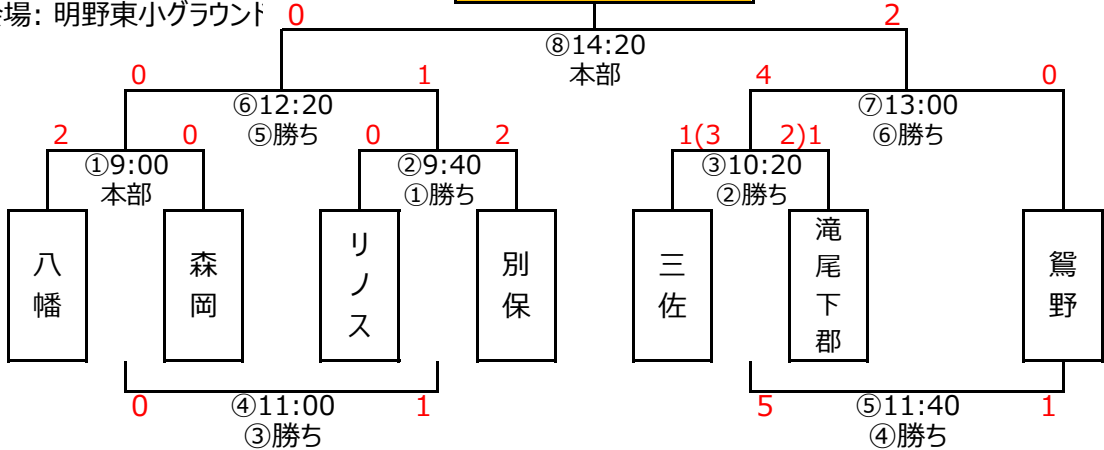 場: 明野東小グラウンド
0 2
⑧14:20
本部
0 1 4 0
⑥12:20 ⑦13:00
⑤勝ち ⑥勝ち
2 0 0 2 1(3 2)1
①9:00 ②9:40 ③10:20
本部 ①勝ち ②勝ち
八幡
森岡
リノス
別保
三佐
滝尾下郡
鴛野
0 ④11:00 1 5 ⑤11:40 1
③勝ち ④勝ち